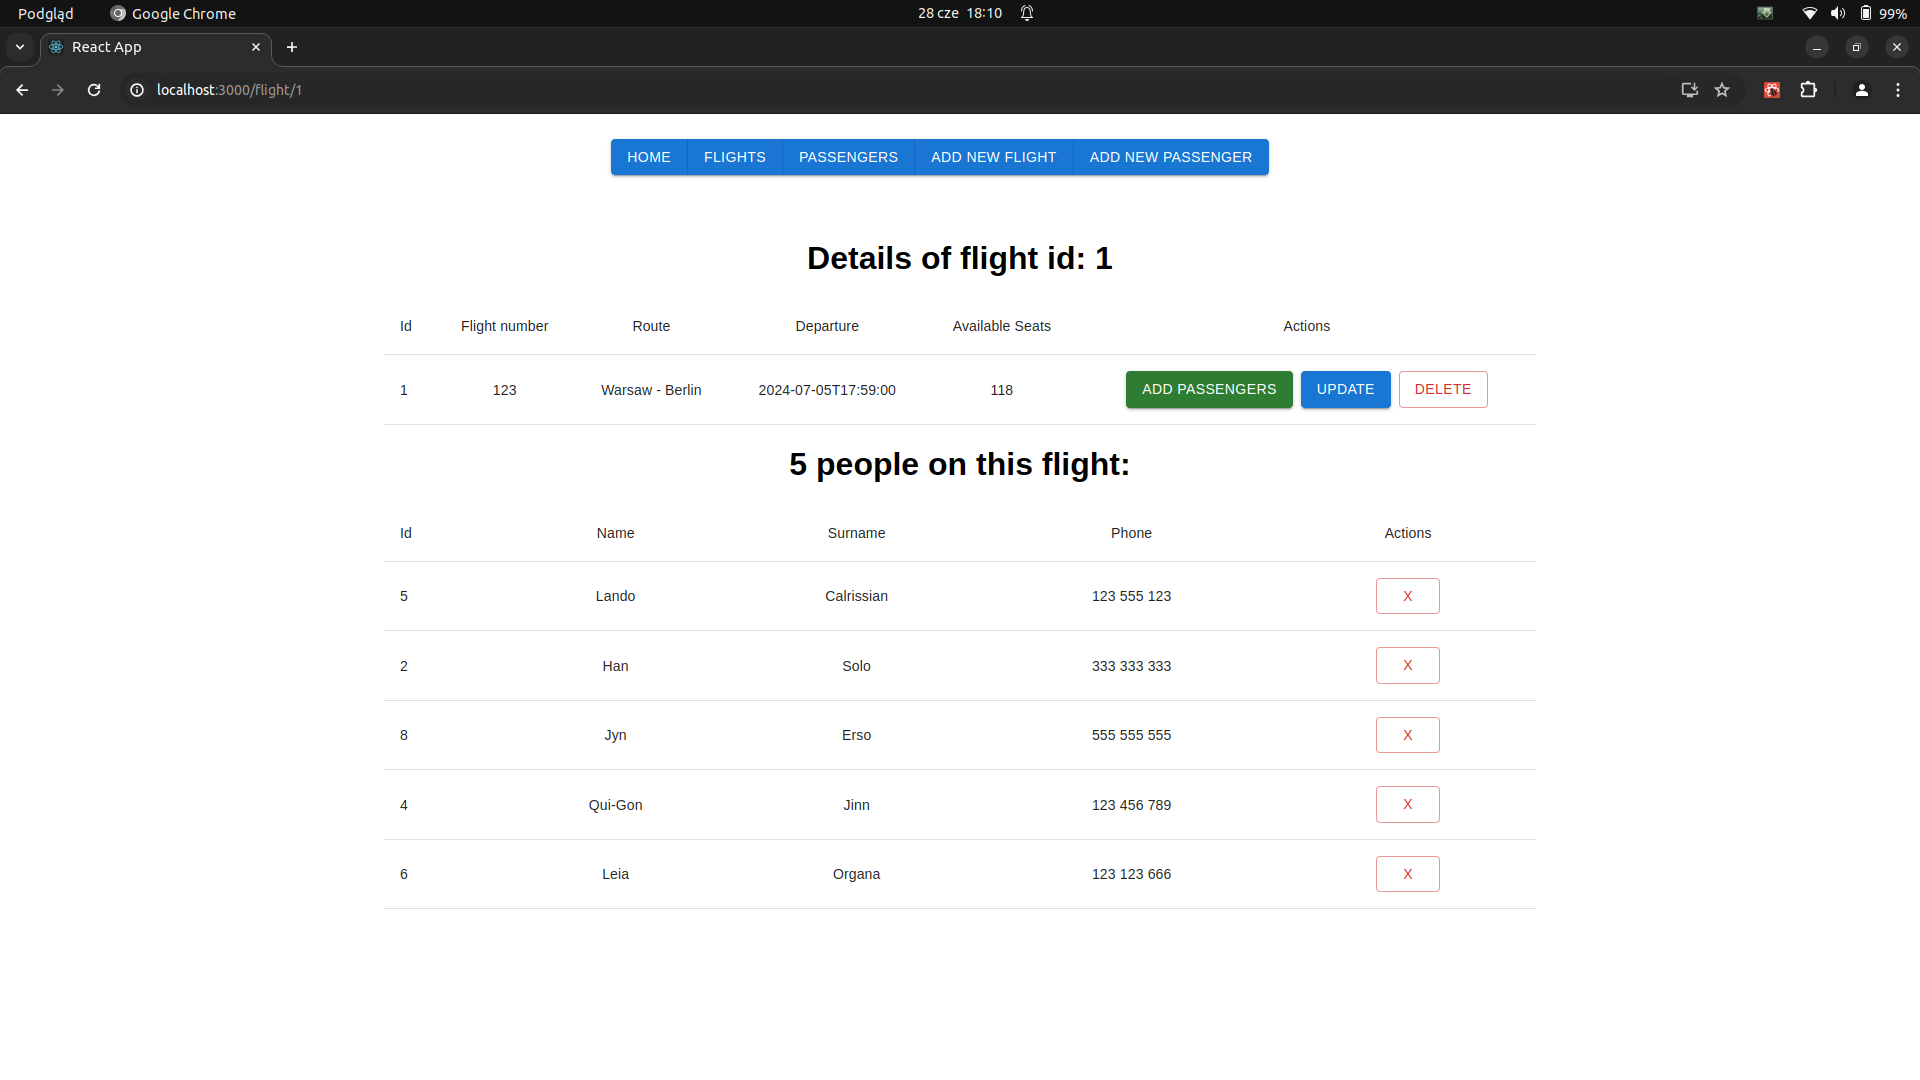 Podgląd Google Chrome 28 cze 18:10 99%
React App
localhost:3000/flight/1
HOME FLIGHTS PASSENGERS ADD NEW FLIGHT ADD NEW PASSENGER
Details of flight id: 1
Id Flight number Route Departure Available Seats Actions
1 123 Warsaw - Berlin 2024-07-05T17:59:00 118 ADD PASSENGERS UPDATE DELETE
5 people on this flight:
Id Name Surname Phone Actions
5 Lando Calrissian 123 555 123 X
2 Han Solo 333 333 333 X
8 Jyn Erso 555 555 555 X
4 Qui-Gon Jinn 123 456 789 X
6 Leia Organa 123 123 666 X